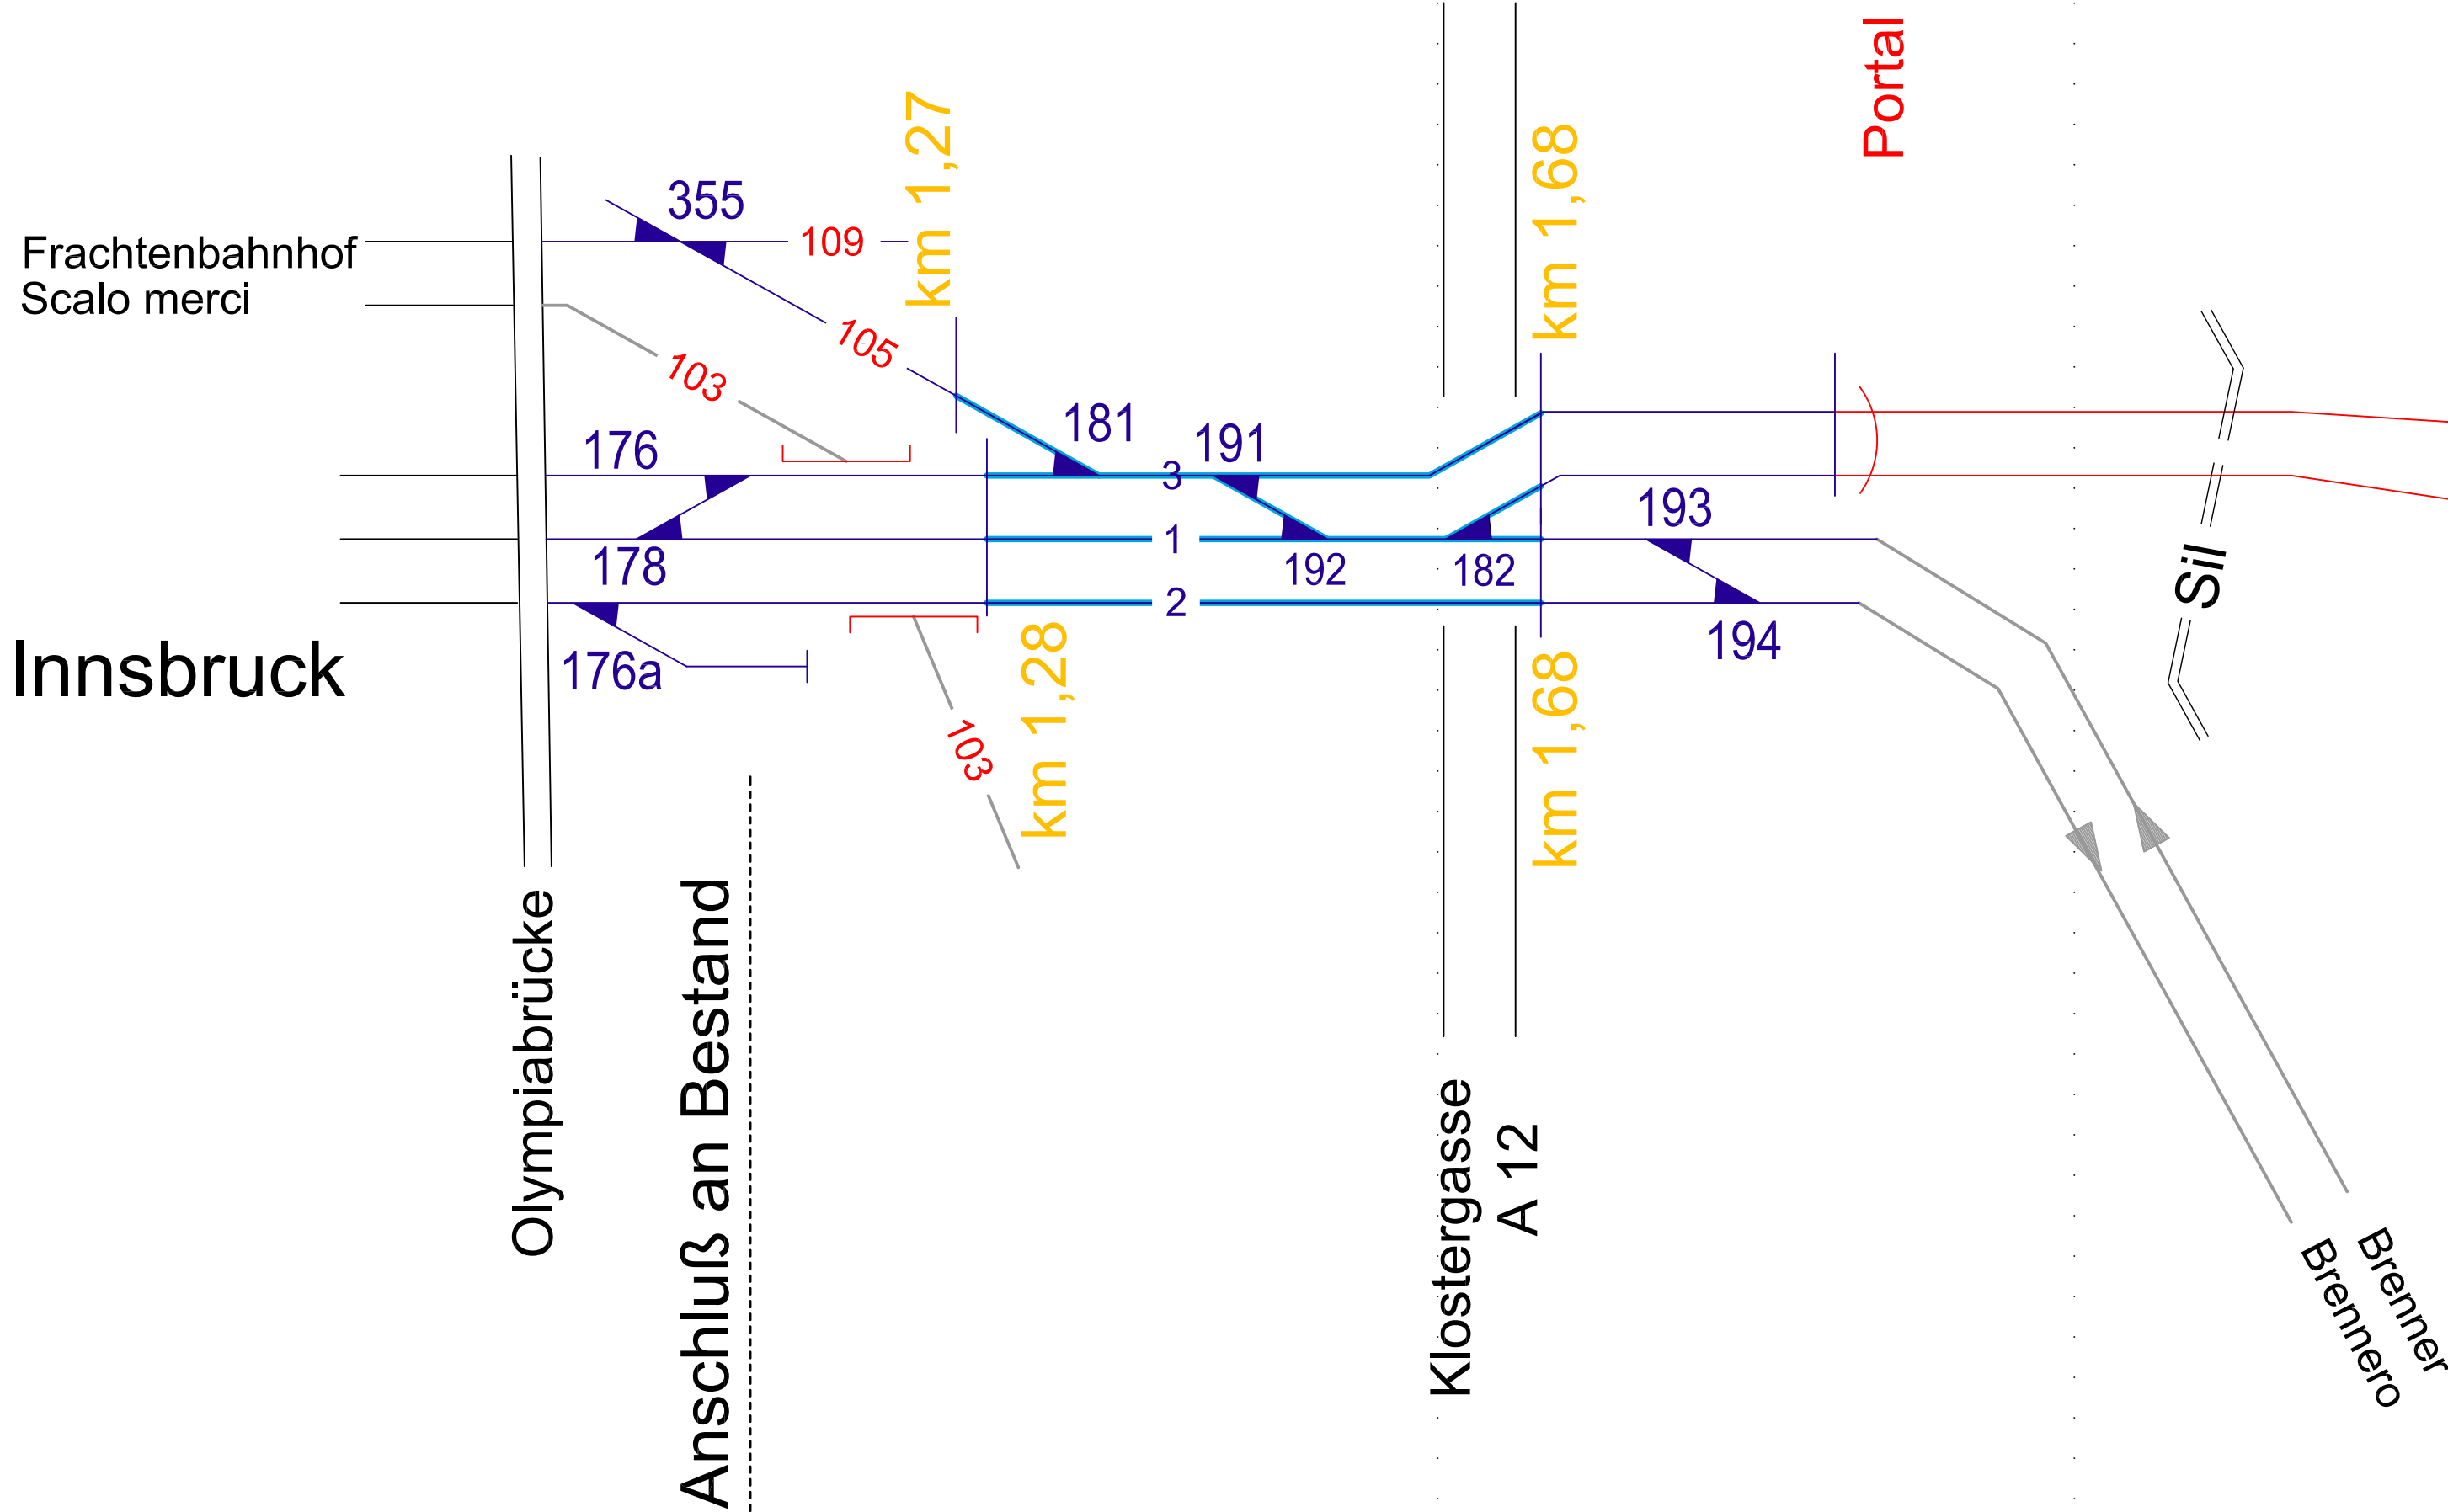 Portal
km 1,27
km 1,68
355
109
Frachtenbahnhof
Scalo merci
105
103
181
191
176
3
193
1
178
192
182
2
194
Sil
176a
Innsbruck
km 1,28
km 1,68
103
Olympiabrücke
Anschluß an Bestand
Klostergasse
A 12
Brenner
Brennero